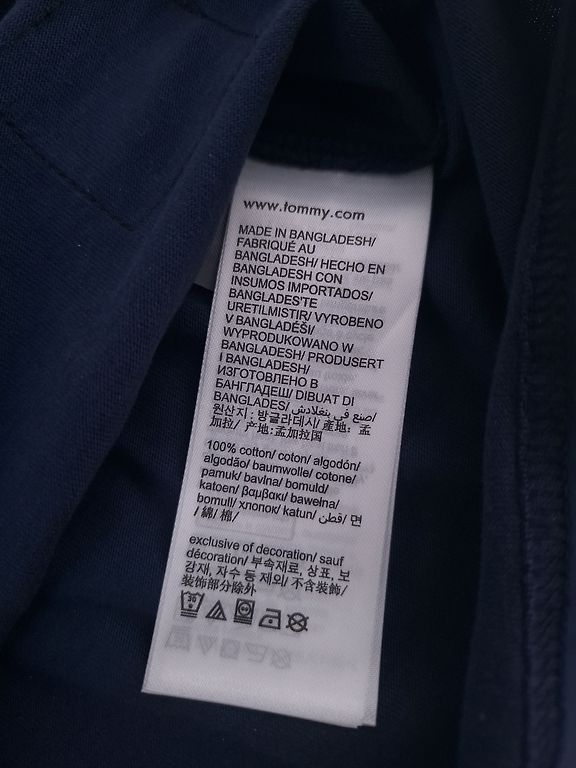 www.tommy.com
MADE IN BANGLADESH/
FABRIQUÉ AU
BANGLADESH/ HECHO EN
BANGLADESH CON
INSUMOS IMPORTADOS/
BANGLADES'TE
URETILMISTIR/ VYROBENO
V BANGLADÉŠI/
WYPRODUKOWANO W
BANGLADESH/ PRODUSERT
I BANGLADESH/
ИЗГОТОВЛЕНО В
БАНГЛАДЕШ/ DIBUAT DI
BANGLADES/ صنع في بنغلادش/
원산지 : 방글라데시/ 產地: 孟
加拉/ 产地:孟加拉国
100% cotton/ coton/ algodón/
algodão/ baumwolle/ cotone/
pamuk/ bavlna/ bomuld/
katoen/ βαμβακι/ bawełna/
bomull/ хлопок/ katun/ قطن/ 면
/ 綿/ 棉/
exclusive of decoration/ sauf
décoration/ 부속재료, 상표, 보
강재, 자수 등 제외/ 不含裝飾/
装饰部分除外
30